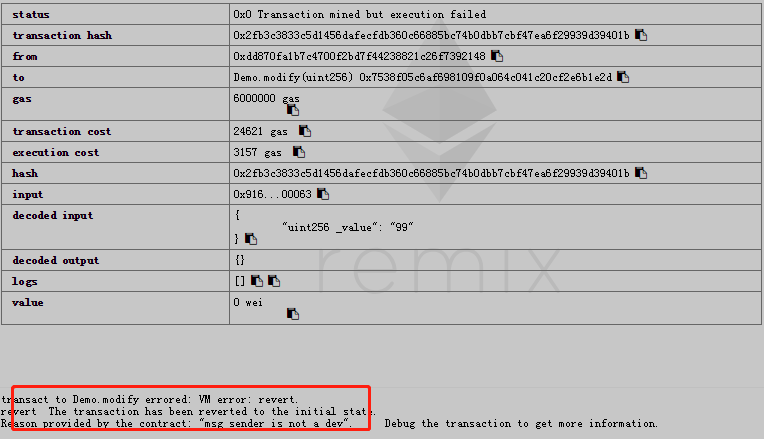 status 0x0 Transaction mined but execution failed
transaction hash 0x2fb3c3833c5d1456dafecfdb360c66885bc74b0dbb7cbf47ea6f29939d39401b
from 0xdd870fa1b7c4700f2bd7f44238821c26f7392148
to Demo.modify(uint256) 0x7538f05c6af698109f0a064c041c20cf2e6b1e2d
gas 6000000 gas
transaction cost 24621 gas
execution cost 3157 gas
hash 0x2fb3c3833c5d1456dafecfdb360c66885bc74b0dbb7cbf47ea6f29939d39401b
input 0x916...00063
decoded input {
"uint256 _value": "99"
}
decoded output {}
logs []
remix
value 0 wei
transact to Demo.modify errored: VM error: revert.
revert The transaction has been reverted to the initial state.
Reason provided by the contract: "msg sender is not a dev". Debug the transaction to get more information.